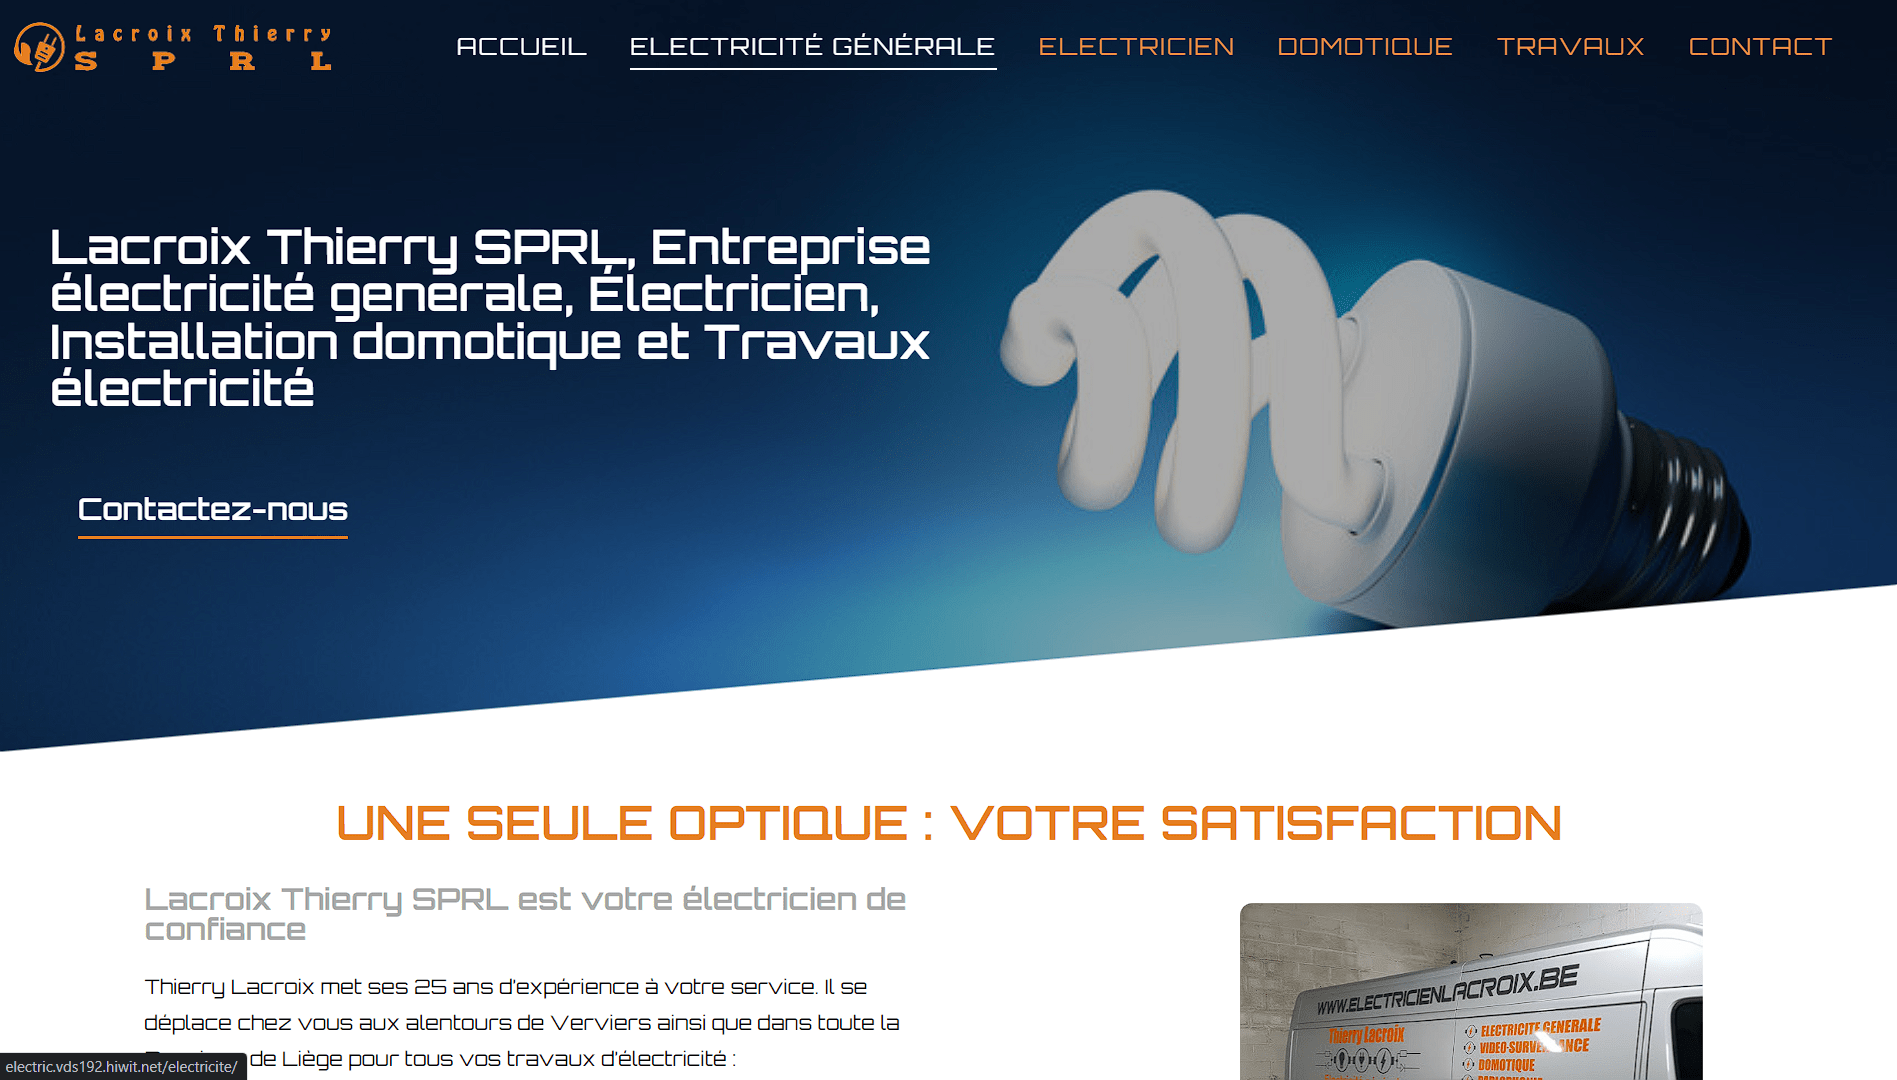 Lacroix Thierry
SPRL
ACCUEIL
ELECTRICITÉ GÉNÉRALE
ELECTRICIEN
DOMOTIQUE
TRAVAUX
CONTACT
Lacroix Thierry SPRL, Entreprise
électricité generale, Électricien,
Installation domotique et Travaux
électricité
Contactez-nous
UNE SEULE OPTIQUE : VOTRE SATISFACTION
Lacroix Thierry SPRL est votre électricien de
confiance
Thierry Lacroix met ses 25 ans d'expérience à votre service. Il se
déplace chez vous aux alentours de Verviers ainsi que dans toute la
de Liège pour tous vos travaux d'électricité :
WWW.ELECTRICIENLACROIX.BE
Thierry Lacroix
ELECTRICITE GENERALE
VIDEO-SURVEILLANCE
DOMOTIQUE
electric.vds192.hiwit.net/electricite/